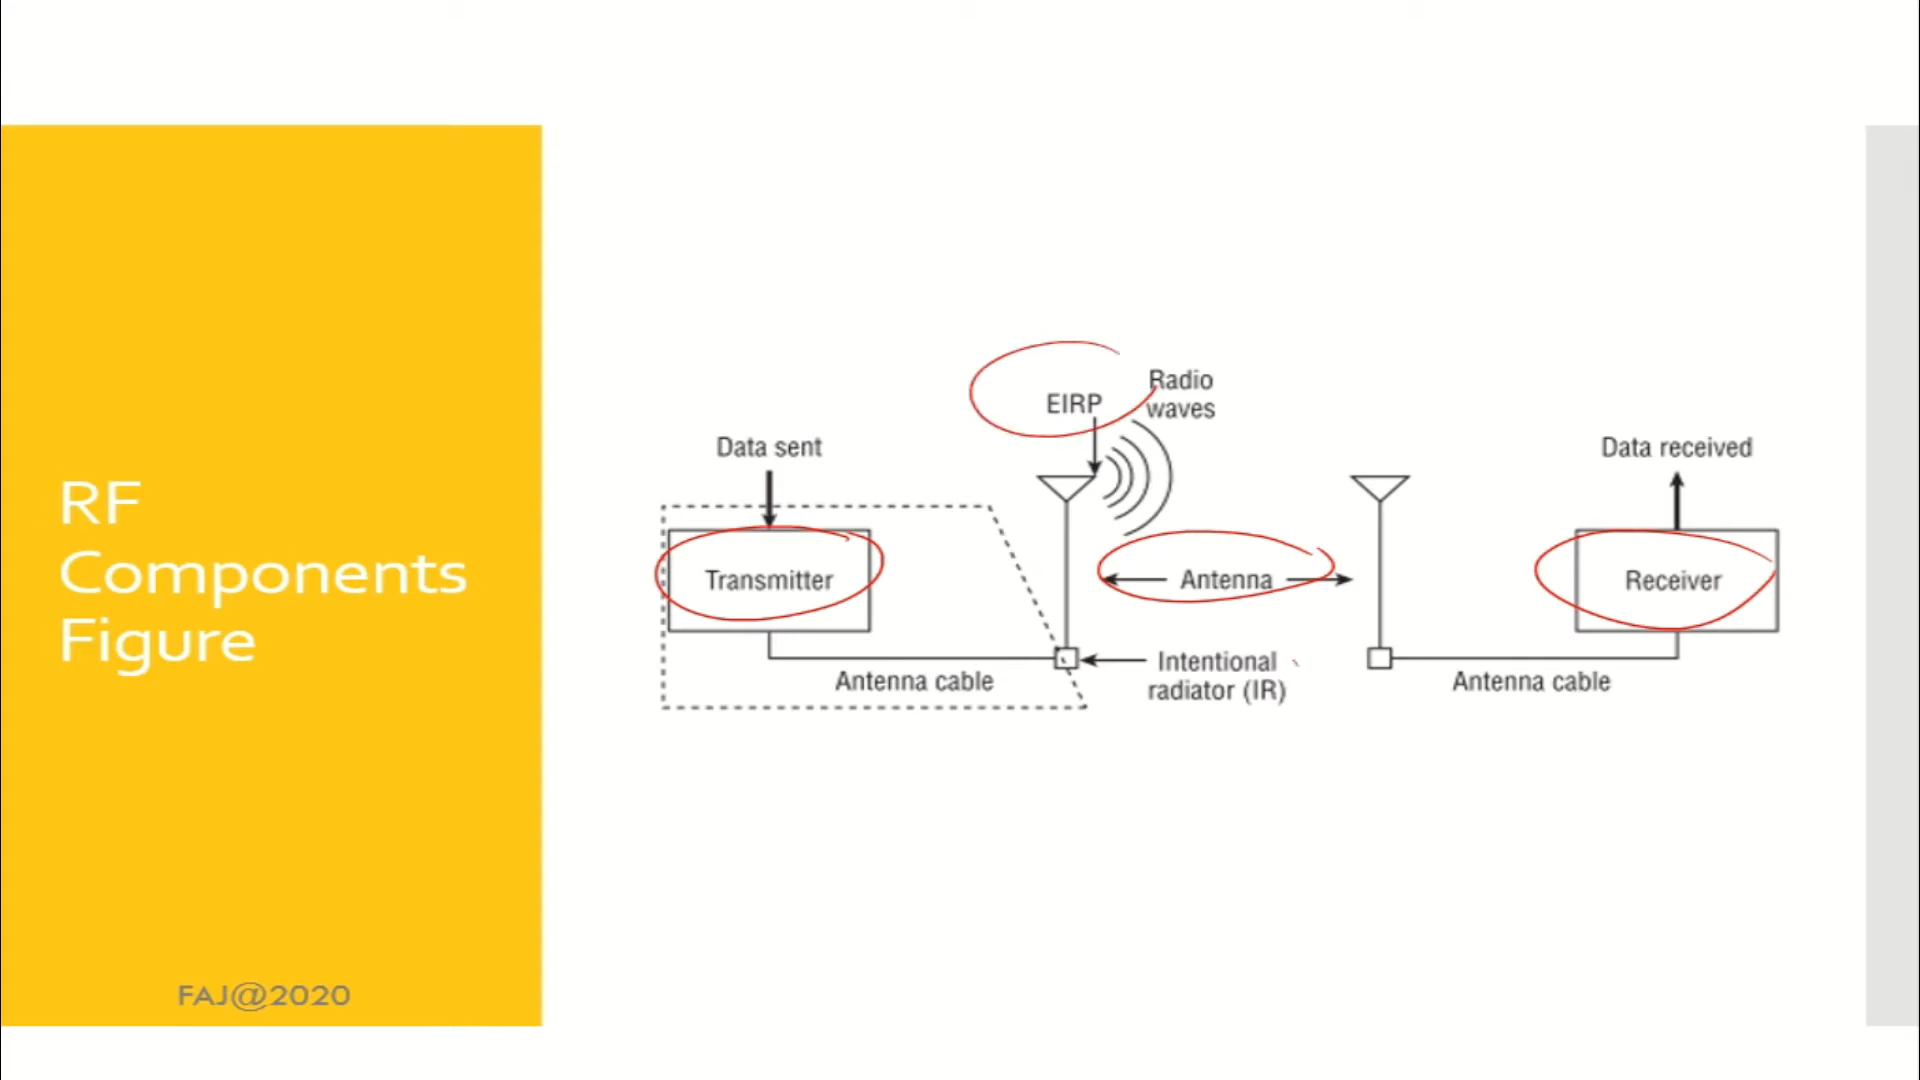 RF
Components
Figure
FAJ@2020
EIRP
Radio
waves
Data sent
Data received
Transmitter
Antenna
Receiver
Antenna cable
Intentional
radiator (IR)
Antenna cable